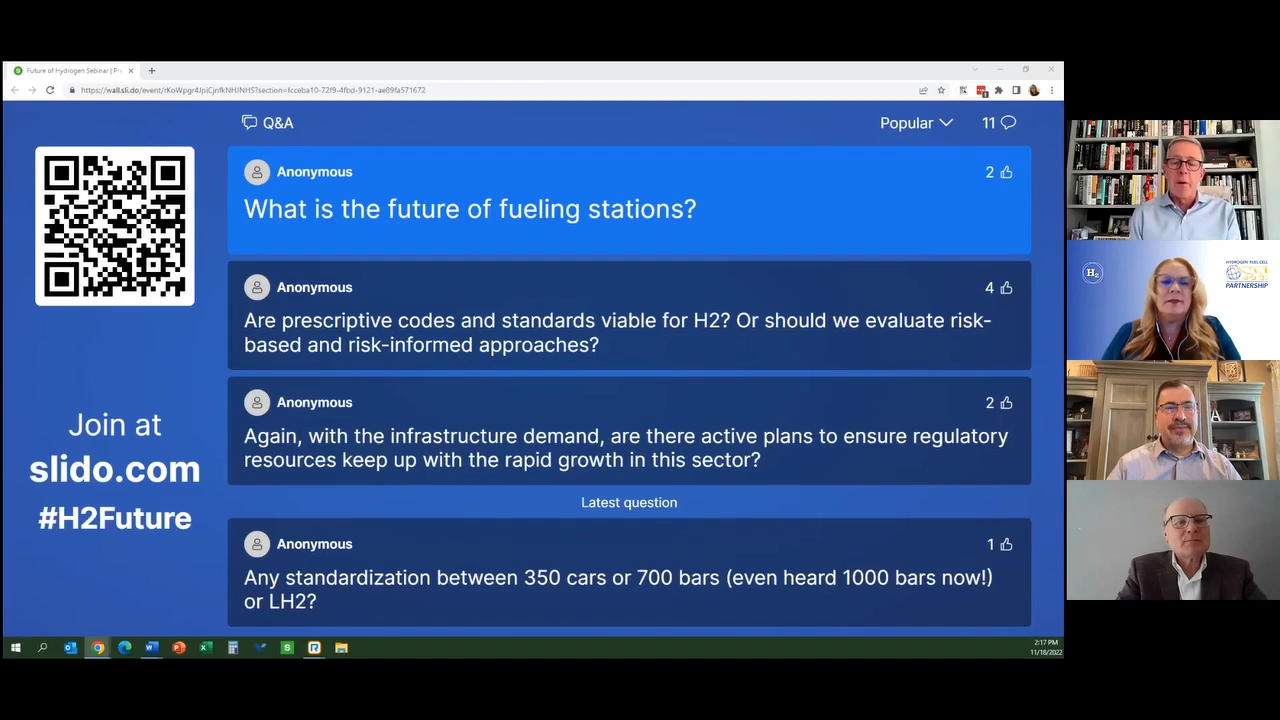 Future of Hydrogen Sebinar | Pr
https://wall.sli.do/event/rKoWpgr4JpiCjnfkNHJNHS?section=fcceba10-72f9-4fbd-9121-ae89fa571672
Q&A
Popular
11
Anonymous
2
What is the future of fueling stations?
Anonymous
4
Are prescriptive codes and standards viable for H2? Or should we evaluate risk-
based and risk-informed approaches?
Anonymous
2
Again, with the infrastructure demand, are there active plans to ensure regulatory
resources keep up with the rapid growth in this sector?
Latest question
Anonymous
1
Any standardization between 350 cars or 700 bars (even heard 1000 bars now!)
or LH2?
Join at
slido.com
#H2Future
2:17 PM
11/18/2022
H2
HYDROGEN FUEL CELL
PARTNERSHIP